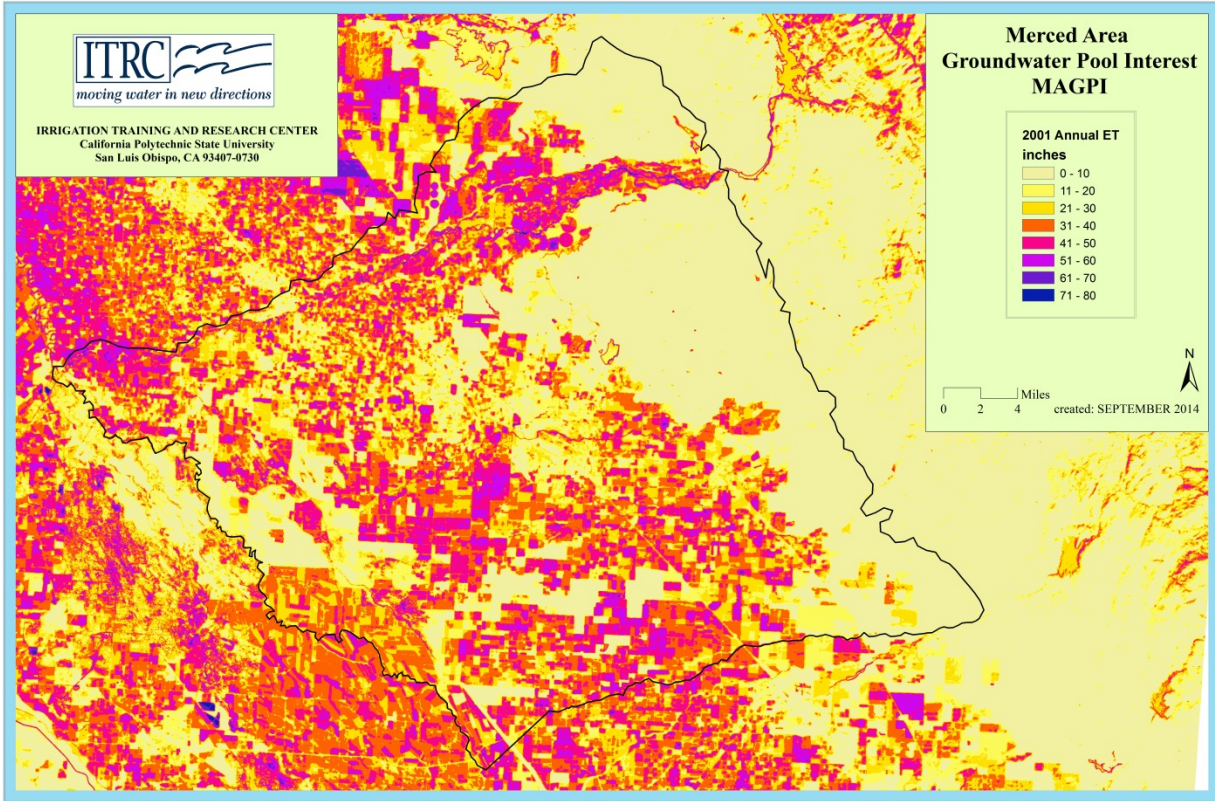 ITRC
moving water in new directions
IRRIGATION TRAINING AND RESEARCH CENTER
California Polytechnic State University
San Luis Obispo, CA 93407-0730
Merced Area
Groundwater Pool Interest
MAGPI
2001 Annual ET
inches
0 - 10
11 - 20
21 - 30
31 - 40
41 - 50
51 - 60
61 - 70
71 - 80
N
Miles
0 2 4
created: SEPTEMBER 2014